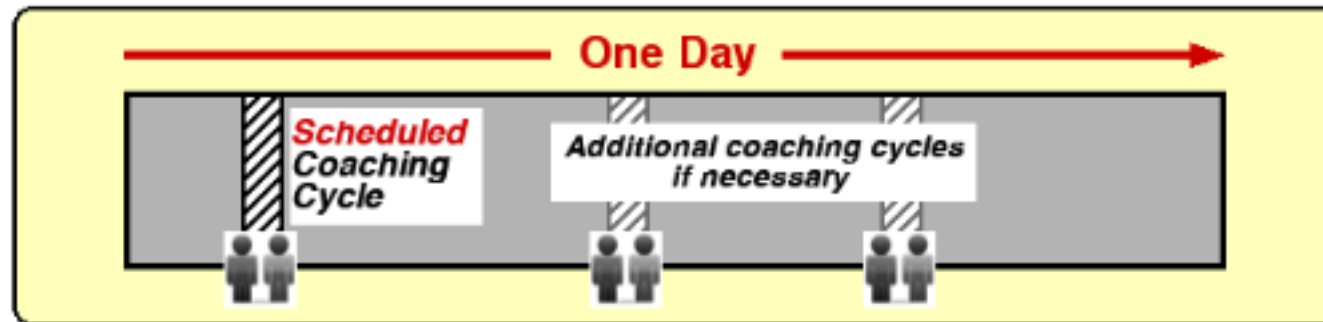 One Day
Scheduled
Coaching
Cycle
Additional coaching cycles
if necessary